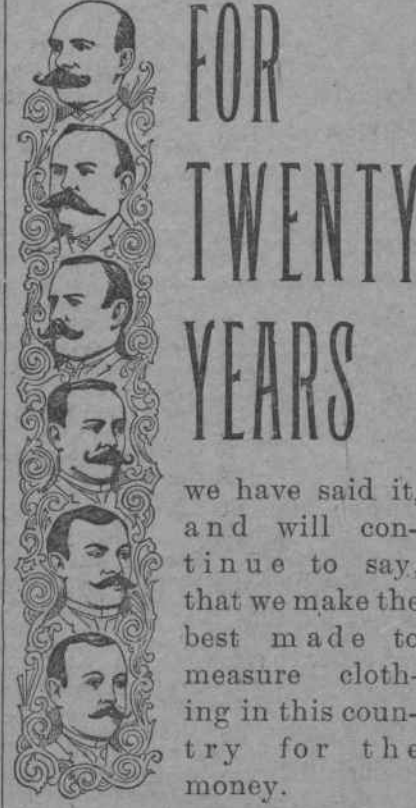 FOR
TWENTY
YEARS
we have said it,
and will con-
tinue to say,
that we make the
best made to
measure cloth-
ing in this coun-
try for the
money.